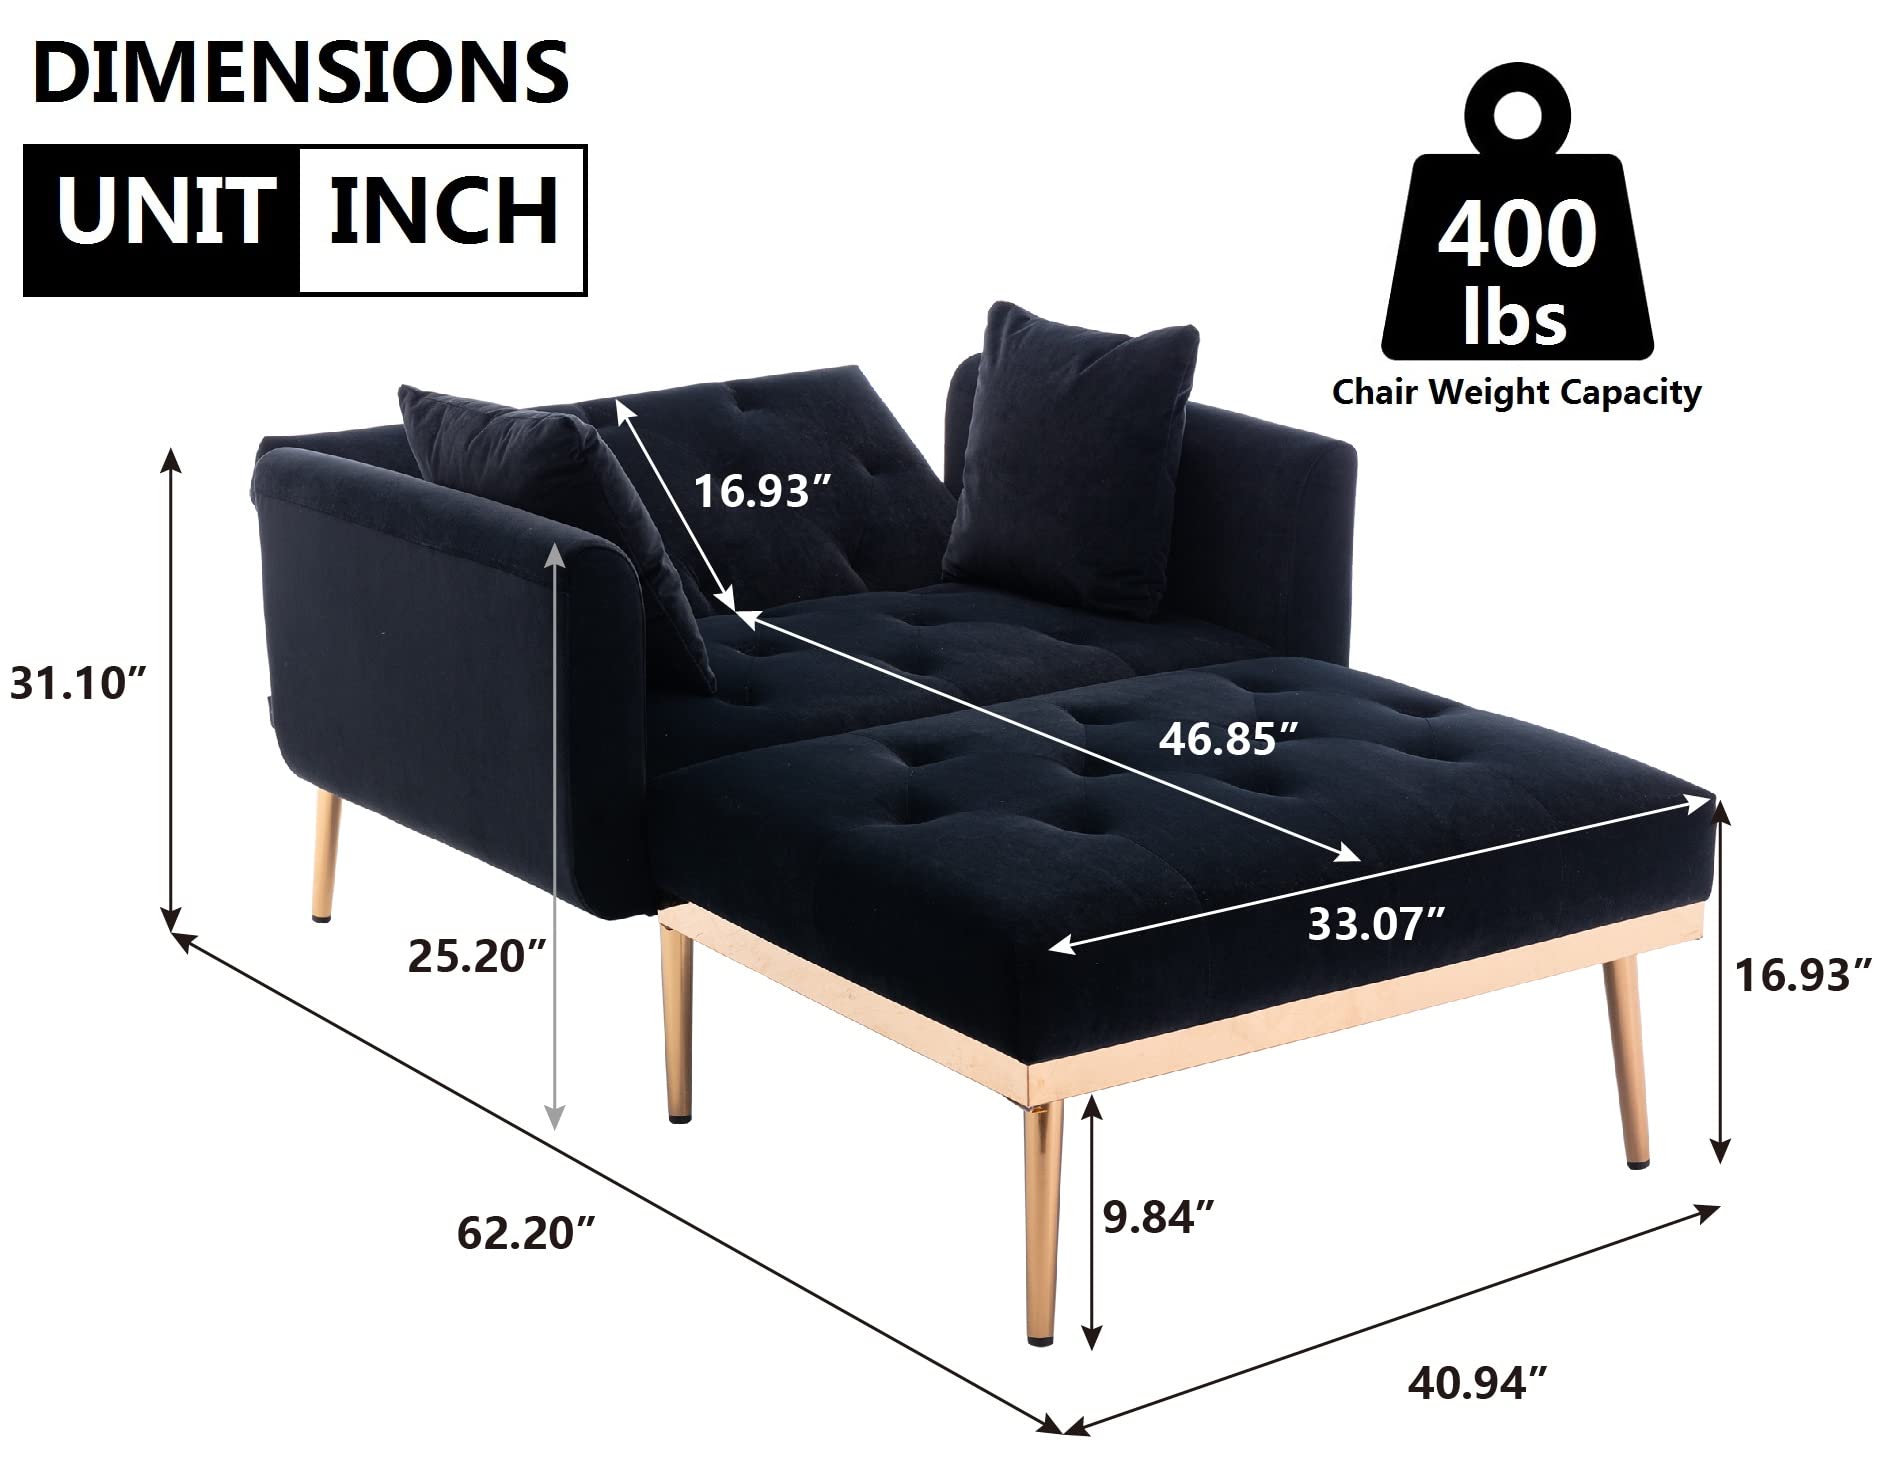 DIMENSIONS
UNIT INCH
400
lbs
Chair Weight Capacity
16.93”
31.10”
46.85”
33.07”
25.20”
16.93”
9.84”
62.20”
40.94”